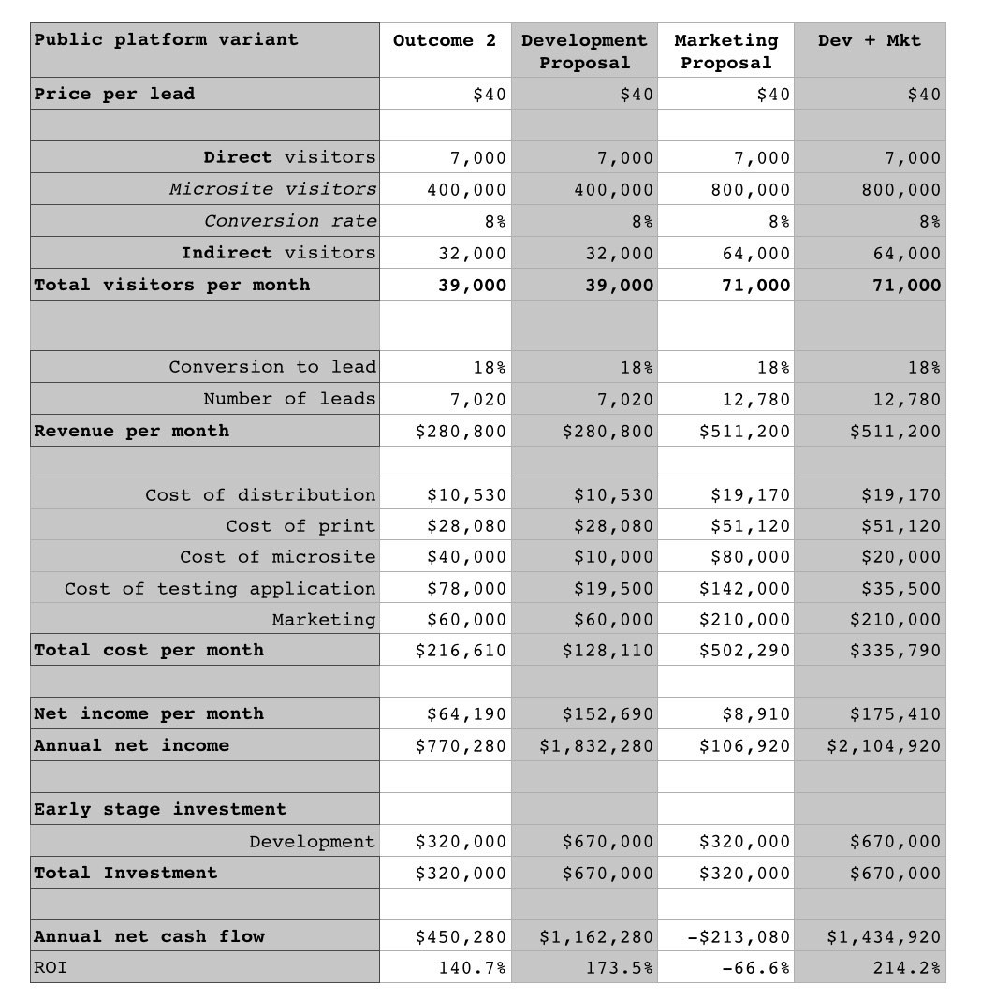 Public platform variant Outcome 2 Development Proposal Marketing Proposal Dev + Mkt
Price per lead $40 $40 $40 $40
Direct visitors 7,000 7,000 7,000 7,000
Microsite visitors 400,000 400,000 800,000 800,000
Conversion rate 8% 8% 8% 8%
Indirect visitors 32,000 32,000 64,000 64,000
Total visitors per month 39,000 39,000 71,000 71,000
Conversion to lead 18% 18% 18% 18%
Number of leads 7,020 7,020 12,780 12,780
Revenue per month $280,800 $280,800 $511,200 $511,200
Cost of distribution $10,530 $10,530 $19,170 $19,170
Cost of print $28,080 $28,080 $51,120 $51,120
Cost of microsite $40,000 $10,000 $80,000 $20,000
Cost of testing application $78,000 $19,500 $142,000 $35,500
Marketing $60,000 $60,000 $210,000 $210,000
Total cost per month $216,610 $128,110 $502,290 $335,790
Net income per month $64,190 $152,690 $8,910 $175,410
Annual net income $770,280 $1,832,280 $106,920 $2,104,920
Early stage investment
Development $320,000 $670,000 $320,000 $670,000
Total Investment $320,000 $670,000 $320,000 $670,000
Annual net cash flow $450,280 $1,162,280 -$213,080 $1,434,920
ROI 140.7% 173.5% -66.6% 214.2%